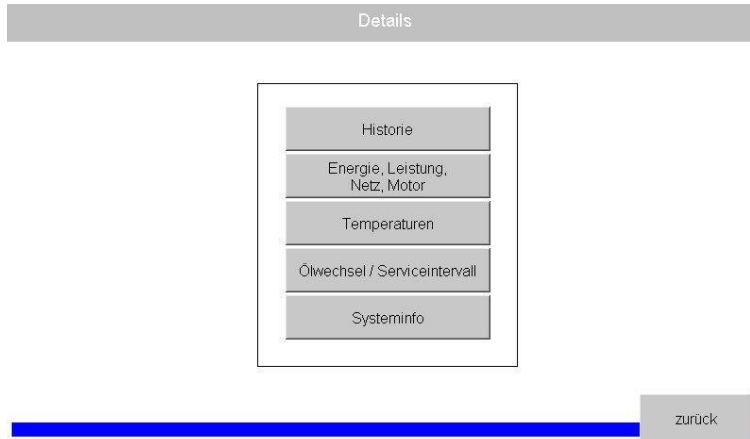 Details
Historie
Energie, Leistung,
Netz, Motor
Temperaturen
Ölwechsel / Serviceintervall
Systeminfo
zurück